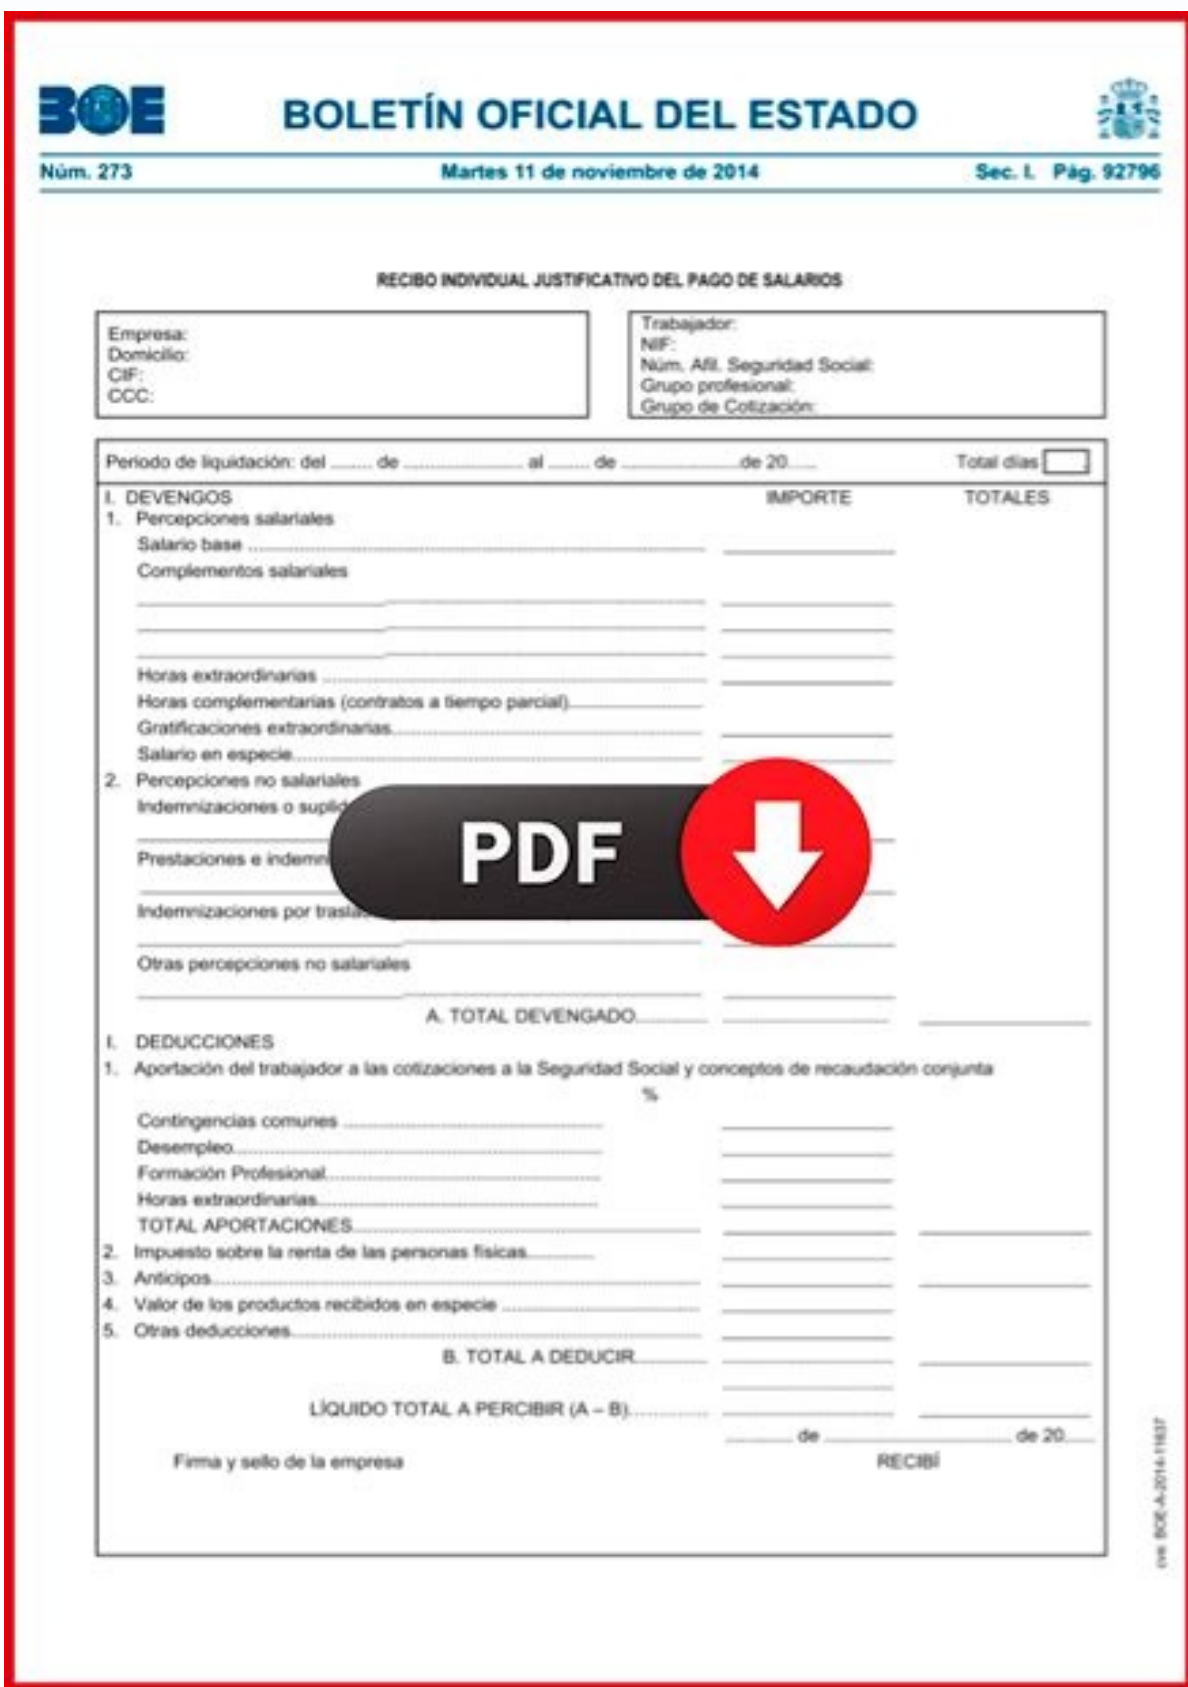 BOE
BOLETÍN OFICIAL DEL ESTADO
Núm. 273 Martes 11 de noviembre de 2014 Sec. I. Pág. 92796
RECIBO INDIVIDUAL JUSTIFICATIVO DEL PAGO DE SALARIOS
Empresa:
Domicilio:
CIF:
CCC:
Trabajador:
NIF:
Núm. Afil. Seguridad Social:
Grupo profesional:
Grupo de Cotización:
Periodo de liquidación: del ........ de ...................... al ........ de ...................... de 20...... Total días
I. DEVENGOS IMPORTE TOTALES
1. Percepciones salariales
Salario base
Complementos salariales
Horas extraordinarias
Horas complementarias (contratos a tiempo parcial)
Gratificaciones extraordinarias
Salario en especie
2. Percepciones no salariales
Indemnizaciones o
Prestaciones e
PDF
Indemnizaciones por
Otras percepciones no salariales
A. TOTAL DEVENGADO
I. DEDUCCIONES
1. Aportación del trabajador a las cotizaciones a la Seguridad Social y conceptos de recaudación conjunta
%
Contingencias comunes
Desempleo
Formación Profesional
Horas extraordinarias
TOTAL APORTACIONES
2. Impuesto sobre la renta de las personas físicas
3. Anticipos
4. Valor de los productos recibidos en especie
5. Otras deducciones
B. TOTAL A DEDUCIR
LÍQUIDO TOTAL A PERCIBIR (A – B)
.......... de ...................... de 20......
Firma y sello de la empresa RECIBÍ
cve: BOE-A-2014-11637